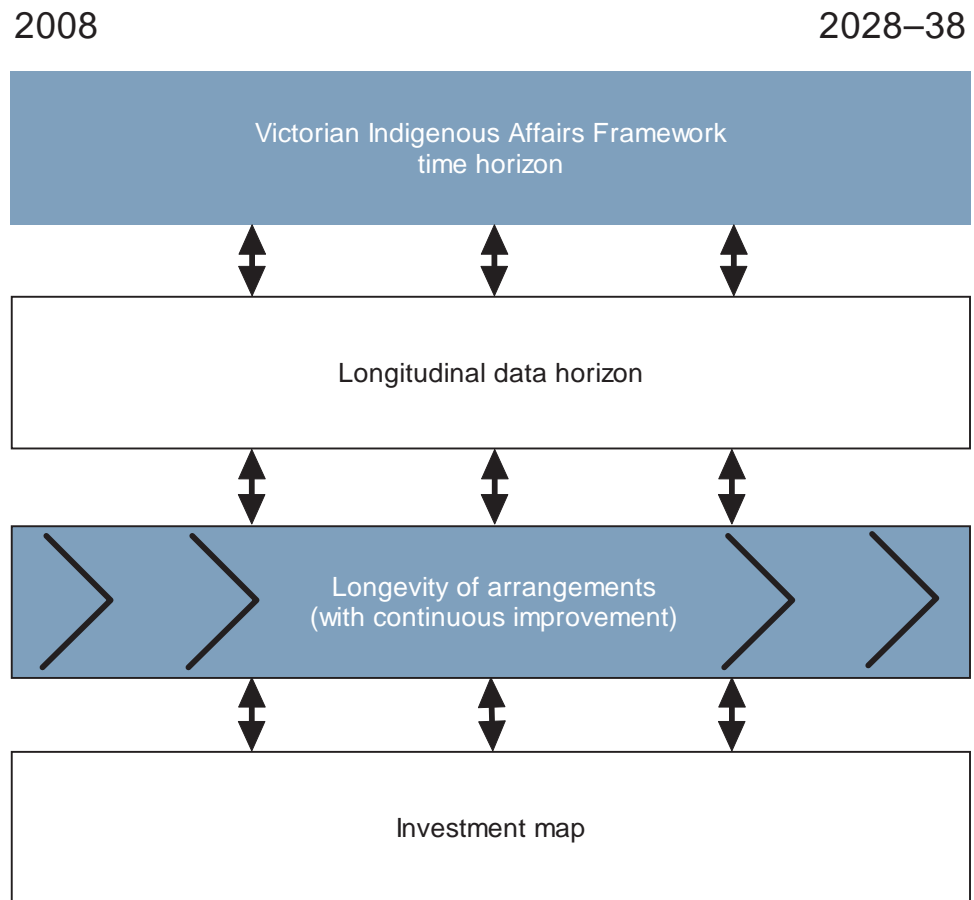 2008
2028–38
Victorian Indigenous Affairs Framework
time horizon
Longitudinal data horizon
Longevity of arrangements
(with continuous improvement)
Investment map